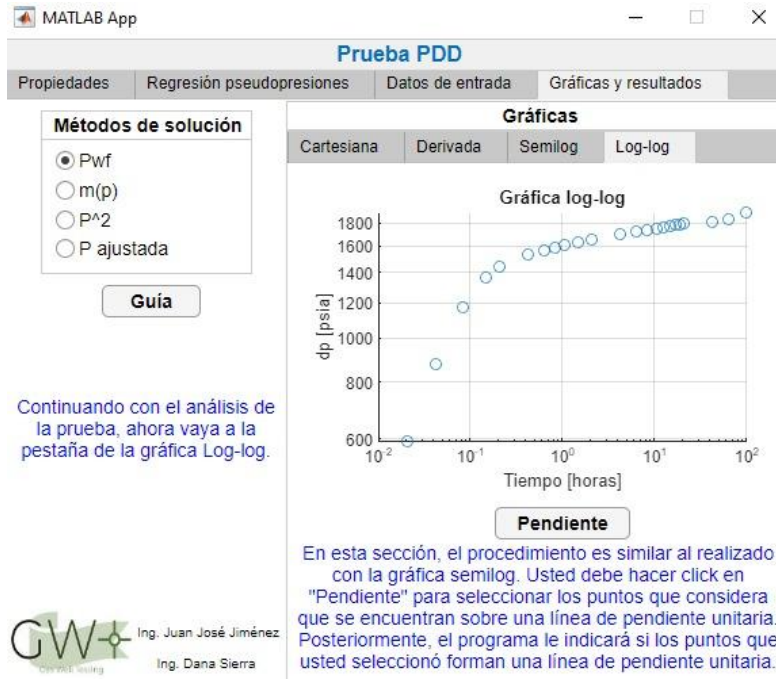 MATLAB App
Prueba PDD
Propiedades
Regresión pseudopresiones
Datos de entrada
Gráficas y resultados
Métodos de solución
Pwf
m(p)
P^2
P ajustada
Guía
Continuando con el análisis de
la prueba, ahora vaya a la
pestaña de la gráfica Log-log.
GW
Gas Well Testing
Ing. Juan José Jiménez
Ing. Dana Sierra
Gráficas
Cartesiana
Derivada
Semilog
Log-log
Gráfica log-log
dp [psia]
1800
1600
1400
1200
1000
800
600
10^-2
10^-1
10^0
10^1
10^2
Tiempo [horas]
Pendiente
En esta sección, el procedimiento es similar al realizado
con la gráfica semilog. Usted debe hacer click en
"Pendiente" para seleccionar los puntos que considera
que se encuentran sobre una línea de pendiente unitaria.
Posteriormente, el programa le indicará si los puntos que
usted seleccionó forman una línea de pendiente unitaria.